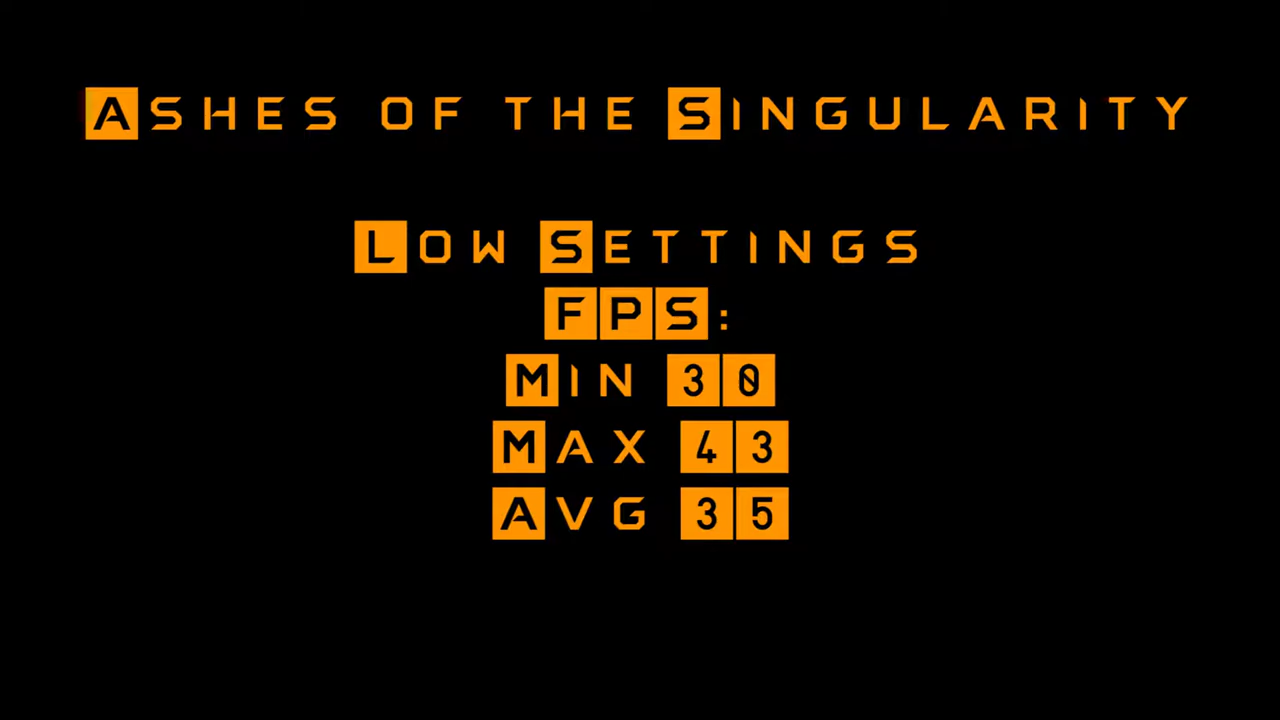 Ashes of the Singularity
Low Settings
FPS:
Min 30
Max 43
Avg 35